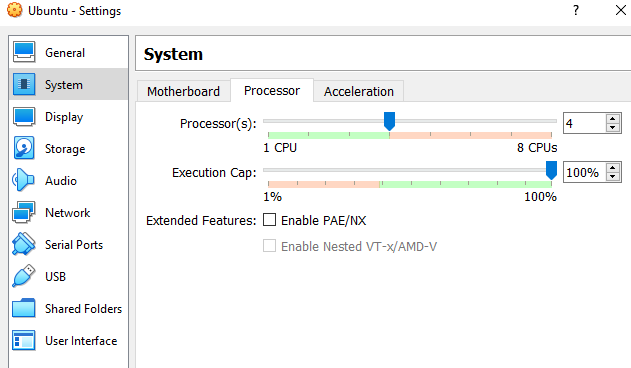 Ubuntu - Settings
?
General
System
Display
Storage
Audio
Network
Serial Ports
USB
Shared Folders
User Interface
System
Motherboard Processor Acceleration
Processor(s): 4
1 CPU 8 CPUs
Execution Cap: 100%
1% 100%
Extended Features: Enable PAE/NX
Enable Nested VT-x/AMD-V